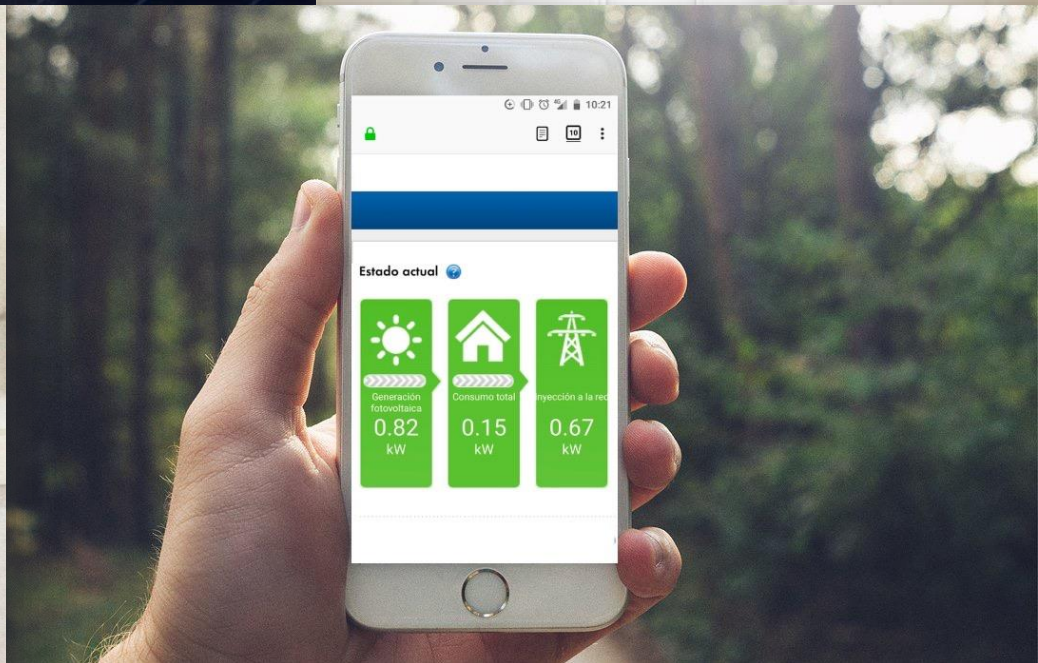 10:21
10
Estado actual
Generación
fotovoltaica
0.82
kW
Consumo total
0.15
kW
nyección a la rec
0.67
kW